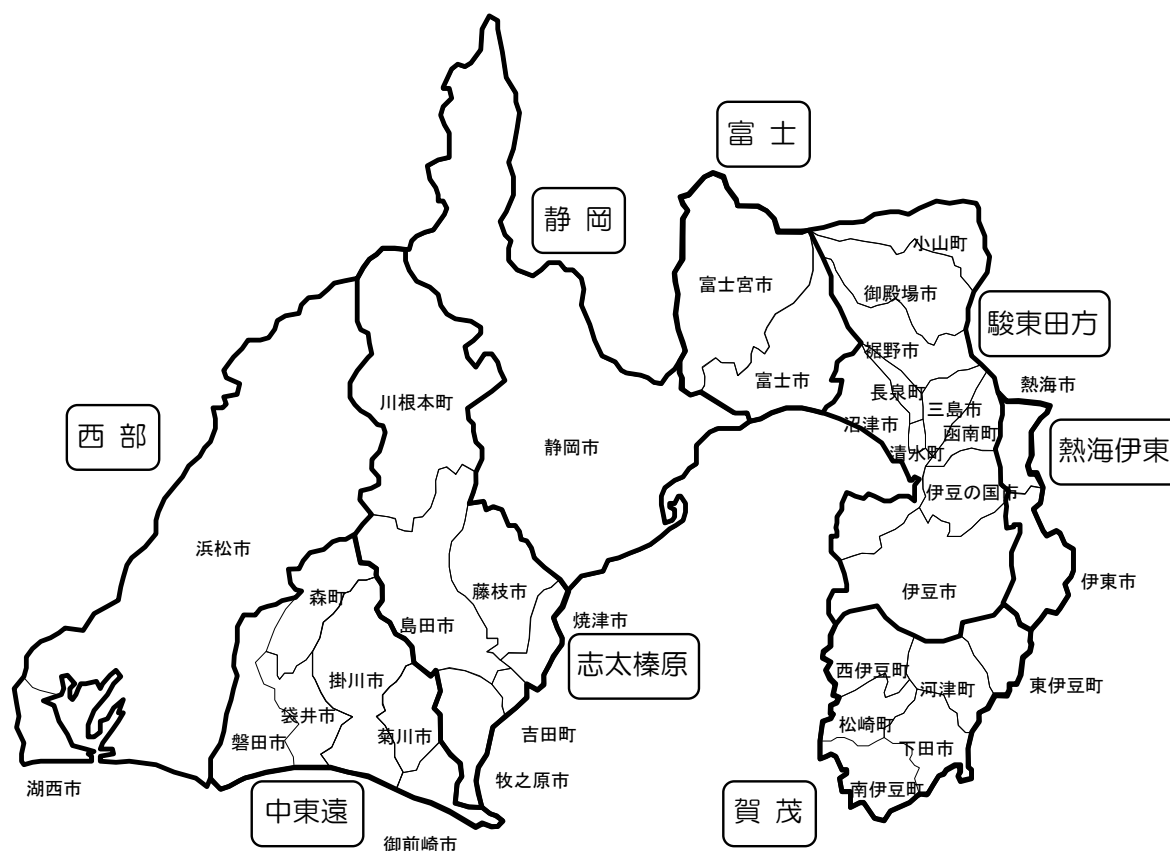 富 士
静 岡
小山町
富士宮市
御殿場市
駿東田方
裾野市
富士市
熱海市
長泉町
川根本町
三島市
沼津市
函南町
西 部
静岡市
清水町
熱海伊東
伊豆の国市
浜松市
伊東市
藤枝市
伊豆市
森町
焼津市
島田市
志太榛原
西伊豆町
掛川市
河津町
東伊豆町
袋井市
松崎町
吉田町
菊川市
磐田市
下田市
牧之原市
湖西市
南伊豆町
中東遠
賀 茂
御前崎市